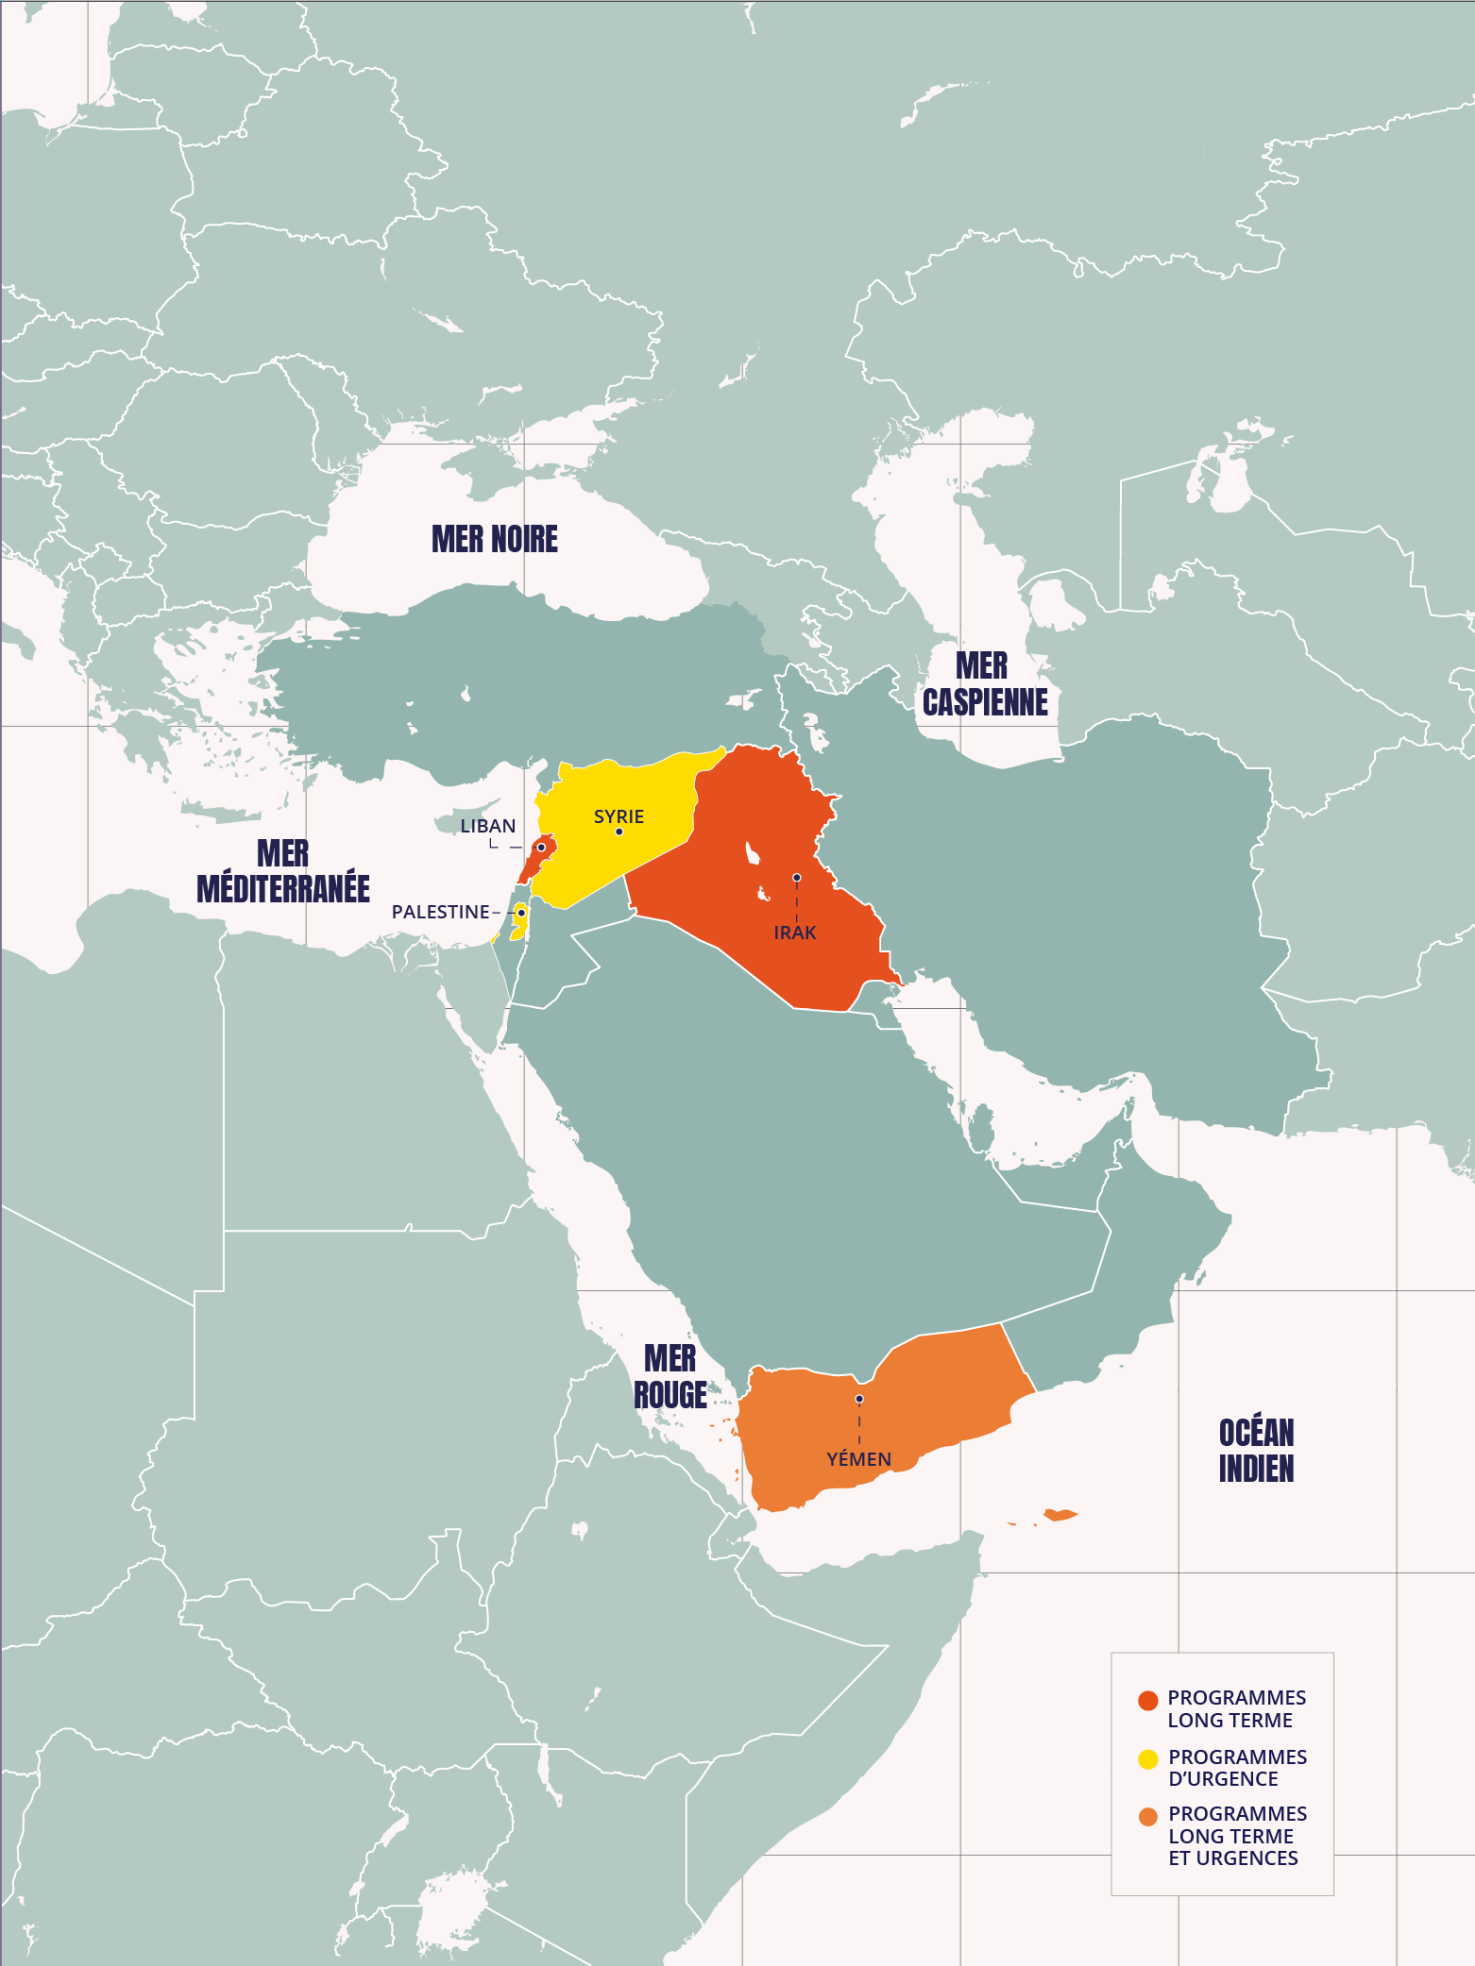 MER NOIRE
MER
CASPIENNE
SYRIE
LIBAN
MER
MÉDITERRANÉE
PALESTINE
IRAK
MER
ROUGE
YÉMEN
OCÉAN
INDIEN
PROGRAMMES
LONG TERME
PROGRAMMES
D’URGENCE
PROGRAMMES
LONG TERME
ET URGENCES